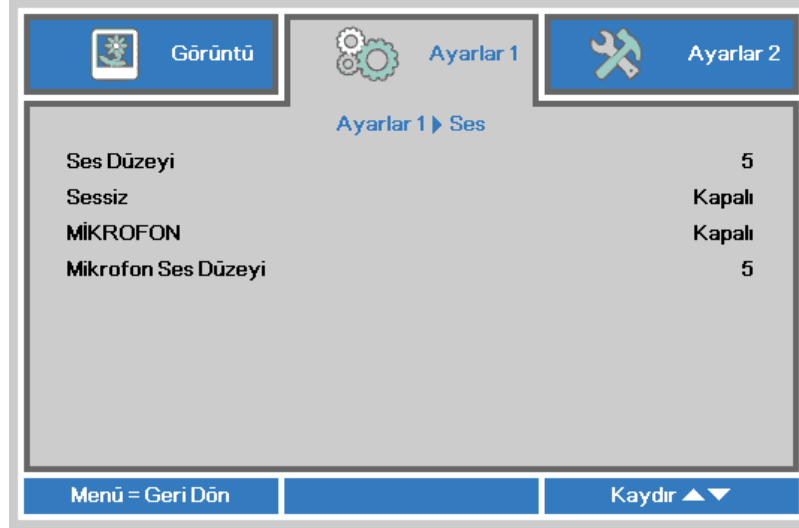 Görüntü
Ayarlar 1
Ayarlar 2
Ayarlar 1 ▶ Ses
Ses Düzeyi 5
Sessiz Kapalı
MİKROFON Kapalı
Mikrofon Ses Düzeyi 5
Menü = Geri Dön
Kaydır ▲▼